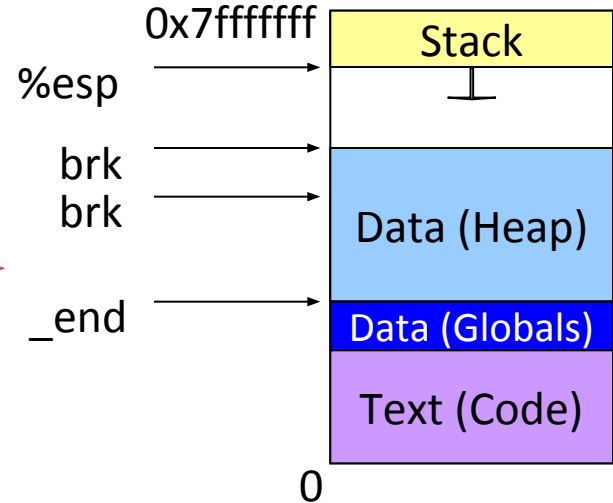 0x7fffffff
Stack
%esp
brk
brk
Data (Heap)
_end
Data (Globals)
Text (Code)
0